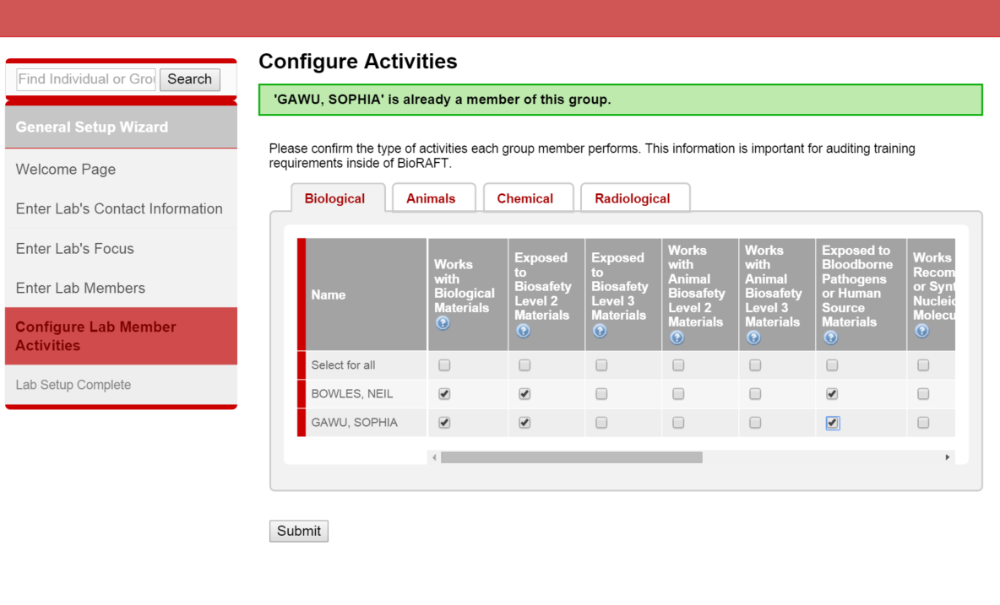 Find Individual or Grou
Search
General Setup Wizard
Welcome Page
Enter Lab's Contact Information
Enter Lab's Focus
Enter Lab Members
Configure Lab Member
Activities
Lab Setup Complete
Configure Activities
'GAWU, SOPHIA' is already a member of this group.
Please confirm the type of activities each group member performs. This information is important for auditing training
requirements inside of BioRAFT.
Biological
Animals
Chemical
Radiological
Name
Works
with
Biological
Materials
?
Exposed
to
Biosafety
Level 2
Materials
?
Exposed
to
Biosafety
Level 3
Materials
?
Works
with
Animal
Biosafety
Level 2
Materials
?
Works
with
Animal
Biosafety
Level 3
Materials
?
Exposed to
Bloodborne
Pathogens
or Human
Source
Materials
?
Works
Recom
or Synt
Nucleic
Molecu
?
Select for all
BOWLES, NEIL
GAWU, SOPHIA
Submit